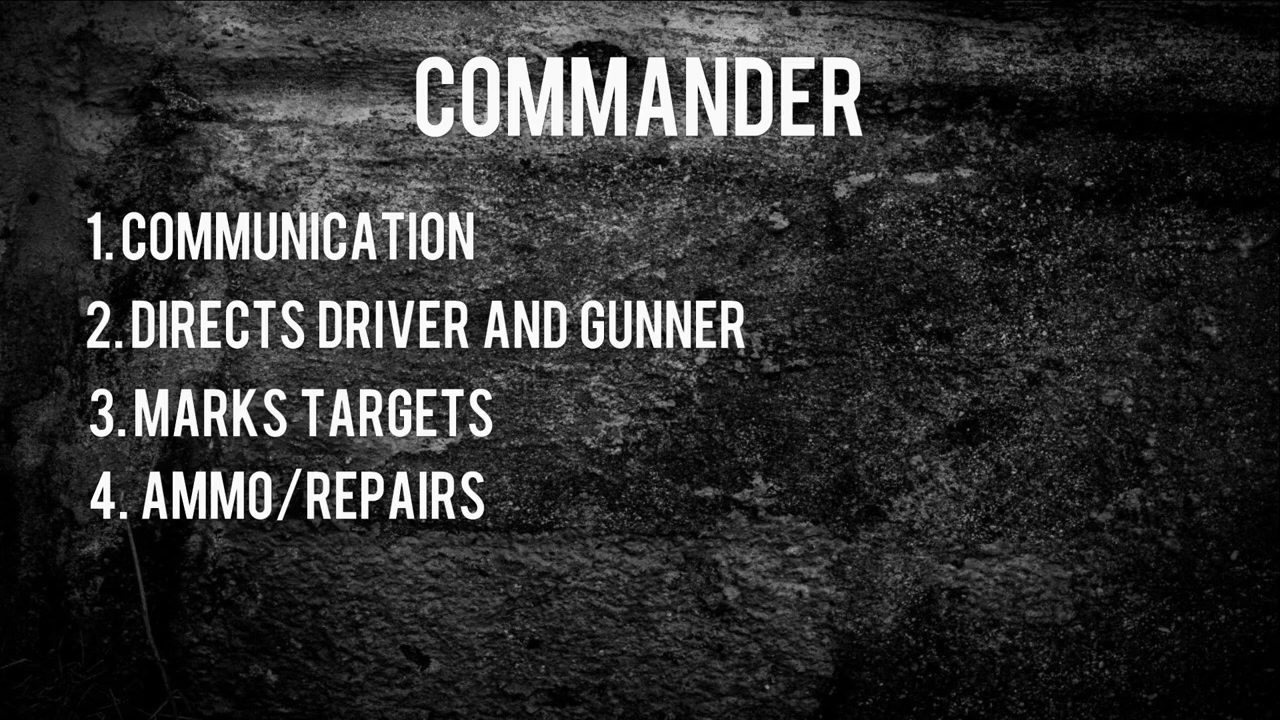 COMMANDER
1. COMMUNICATION
2. DIRECTS DRIVER AND GUNNER
3. MARKS TARGETS
4. AMMO/REPAIRS